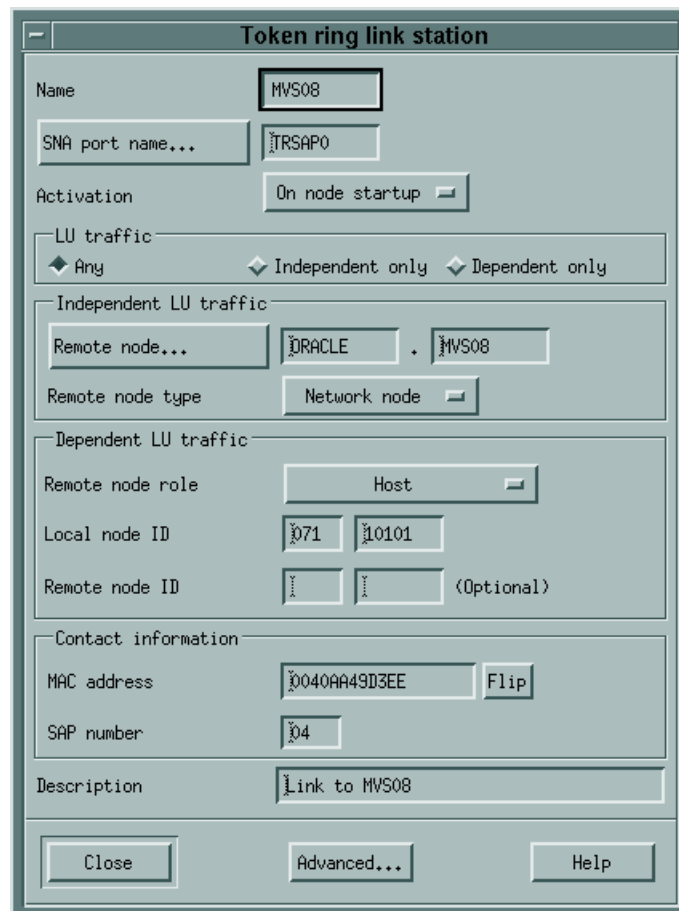 Token ring link station
Name MVS08
SNA port name... TRSAP0
Activation On node startup
LU traffic
Any Independent only Dependent only
Independent LU traffic
Remote node... ORACLE . MVS08
Remote node type Network node
Dependent LU traffic
Remote node role Host
Local node ID 071 10101
Remote node ID (Optional)
Contact information
MAC address 0040AA49D3EE Flip
SAP number 04
Description Link to MVS08
Close Advanced... Help